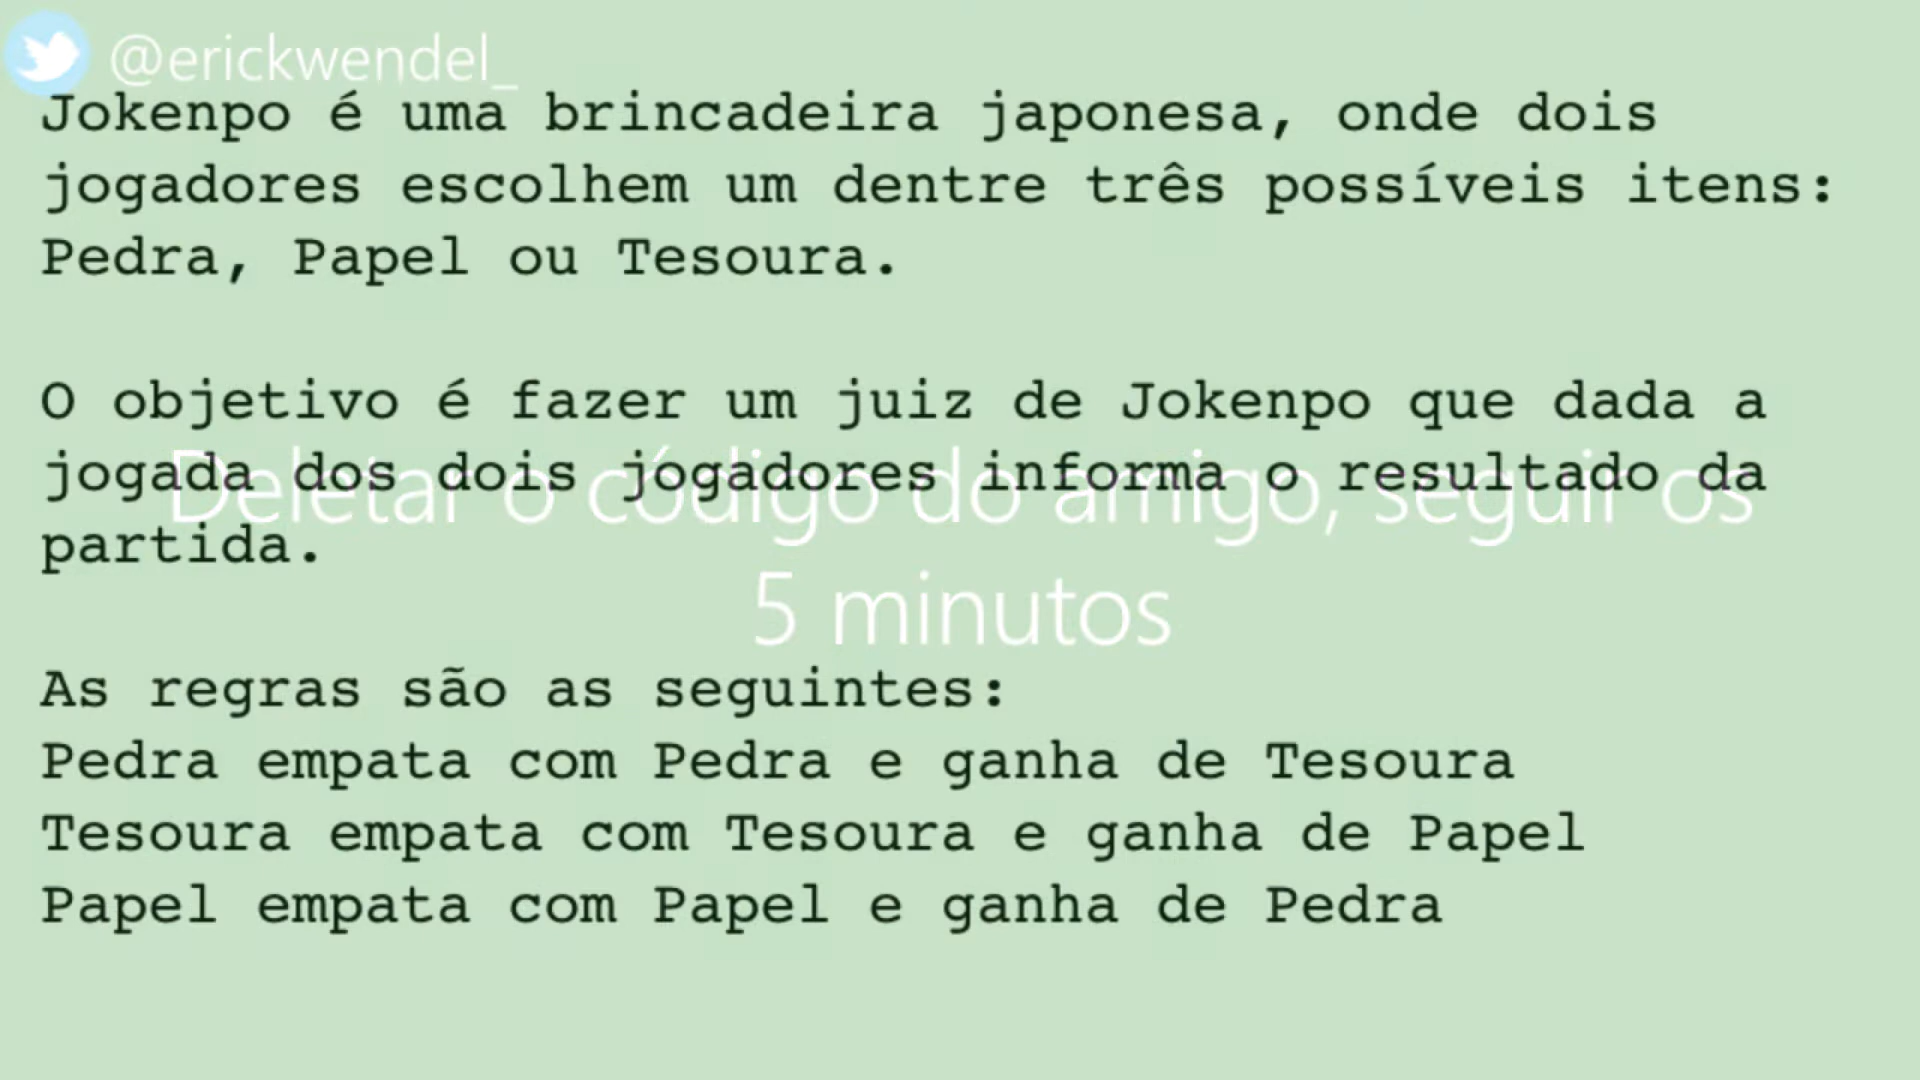 @erickwendel_
Jokenpo é uma brincadeira japonesa, onde dois
jogadores escolhem um dentre três possíveis itens:
Pedra, Papel ou Tesoura.
O objetivo é fazer um juiz de Jokenpo que dada a
jogada dos dois jogadores informa o resultado da
partida.
Deletar o código do amigo, seguir os
5 minutos
As regras são as seguintes:
Pedra empata com Pedra e ganha de Tesoura
Tesoura empata com Tesoura e ganha de Papel
Papel empata com Papel e ganha de Pedra